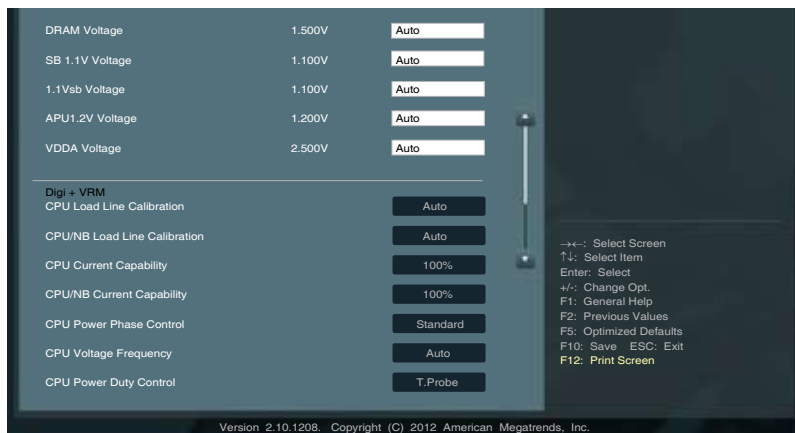 DRAM Voltage 1.500V Auto
SB 1.1V Voltage 1.100V Auto
1.1Vsb Voltage 1.100V Auto
APU1.2V Voltage 1.200V Auto
VDDA Voltage 2.500V Auto
Digi + VRM
CPU Load Line Calibration Auto
CPU/NB Load Line Calibration Auto
CPU Current Capability 100%
CPU/NB Current Capability 100%
CPU Power Phase Control Standard
CPU Voltage Frequency Auto
CPU Power Duty Control T.Probe
→←: Select Screen
↑↓: Select Item
Enter: Select
+/-: Change Opt.
F1: General Help
F2: Previous Values
F5: Optimized Defaults
F10: Save ESC: Exit
F12: Print Screen
Version 2.10.1208. Copyright (C) 2012 American Megatrends, Inc.